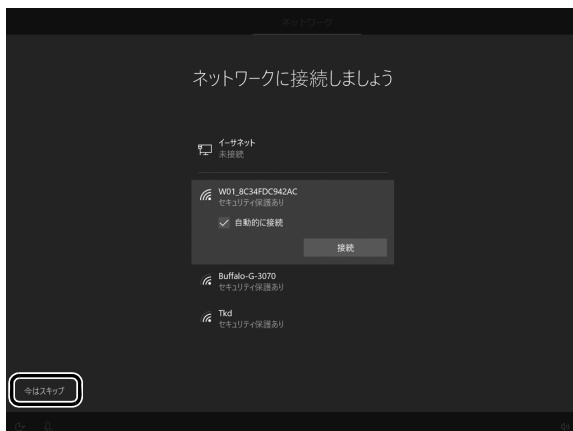 ネットワーク
ネットワークに接続しましょう
イーサネット
未接続
W01_8C34FDC942AC
セキュリティ保護あり
自動的に接続
接続
Buffalo-G-3070
セキュリティ保護あり
Tkd
セキュリティ保護あり
今はスキップ